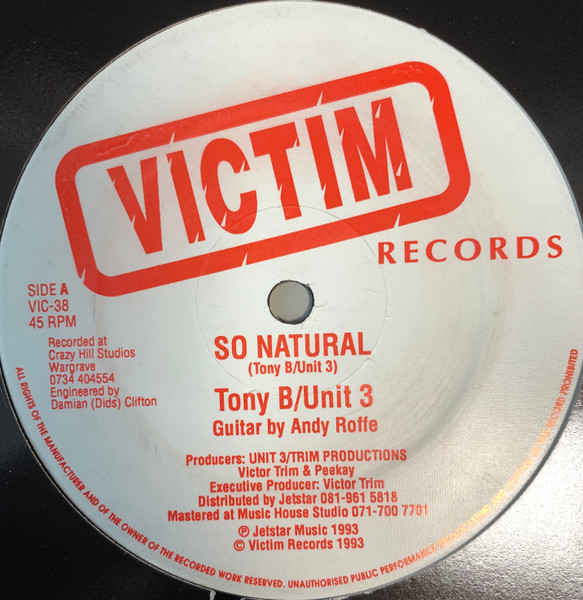 VICTIM
RECORDS
SIDE A
VIC-38
45 RPM
Recorded at
Crazy Hill Studios
Wargrave
0734 404554
Engineered by
Damian (Dids) Clifton
SO NATURAL
(Tony B/Unit 3)
Tony B/Unit 3
Guitar by Andy Roffe
Producers: UNIT 3/TRIM PRODUCTIONS
Victor Trim & Peekay
Executive Producer: Victor Trim
Distributed by Jetstar 081-961 5818
Mastered at Music House Studio 071-700 7701
℗ Jetstar Music 1993
© Victim Records 1993
ALL RIGHTS OF THE MANUFACTURER AND OF THE OWNER OF THE RECORDED WORK RESERVED. UNAUTHORISED PUBLIC PERFORMANCE, BROADCASTING RECORD PROHIBITED